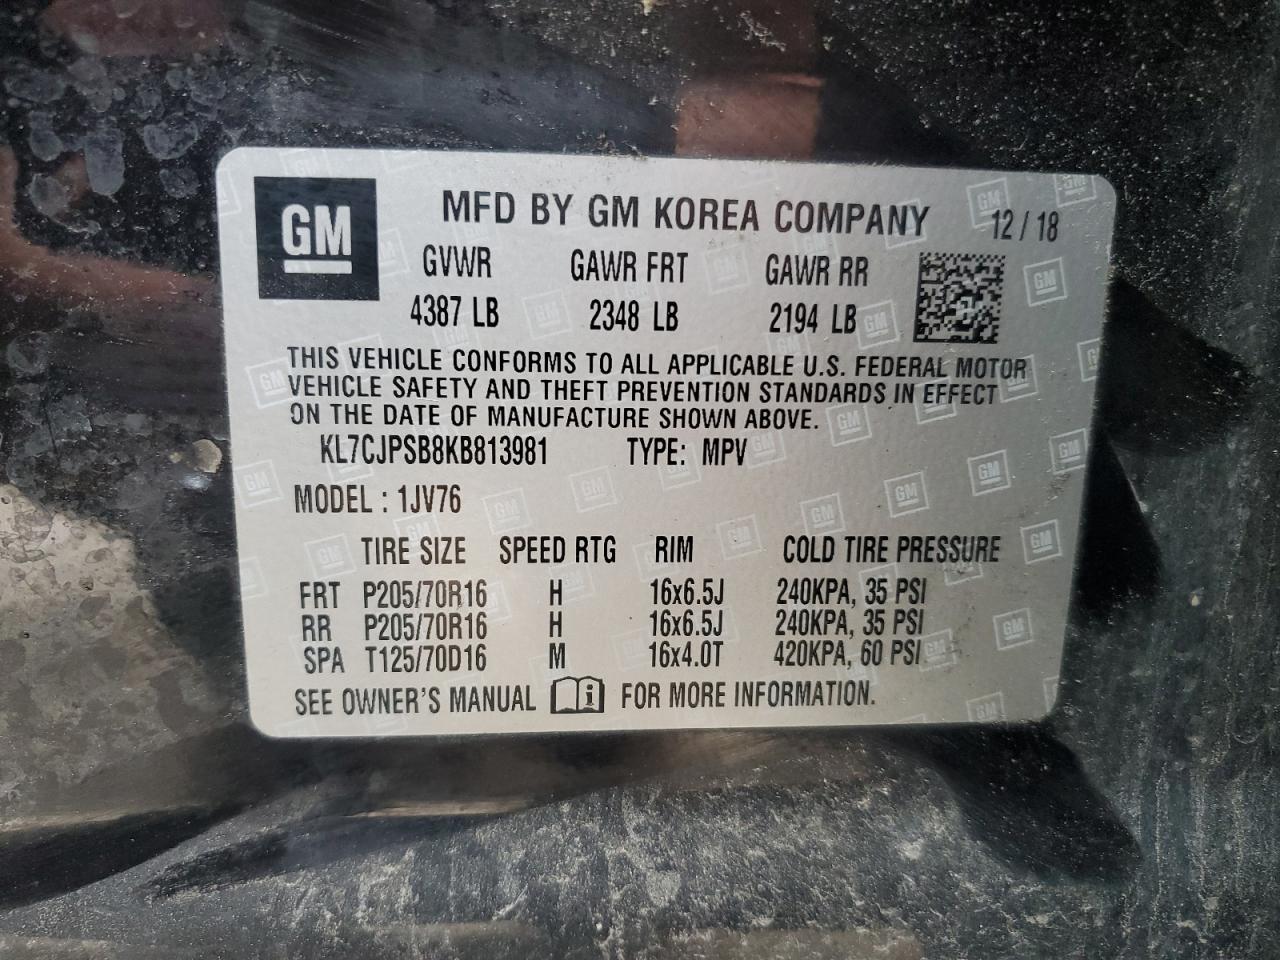 GM
MFD BY GM KOREA COMPANY 12 / 18
GVWR GAWR FRT GAWR RR
4387 LB 2348 LB 2194 LB
THIS VEHICLE CONFORMS TO ALL APPLICABLE U.S. FEDERAL MOTOR
VEHICLE SAFETY AND THEFT PREVENTION STANDARDS IN EFFECT
ON THE DATE OF MANUFACTURE SHOWN ABOVE.
KL7CJPSB8KB813981 TYPE: MPV
MODEL : 1JV76
TIRE SIZE SPEED RTG RIM COLD TIRE PRESSURE
FRT P205/70R16 H 16x6.5J 240KPA, 35 PSI
RR P205/70R16 H 16x6.5J 240KPA, 35 PSI
SPA T125/70D16 M 16x4.0T 420KPA, 60 PSI
SEE OWNER'S MANUAL FOR MORE INFORMATION.